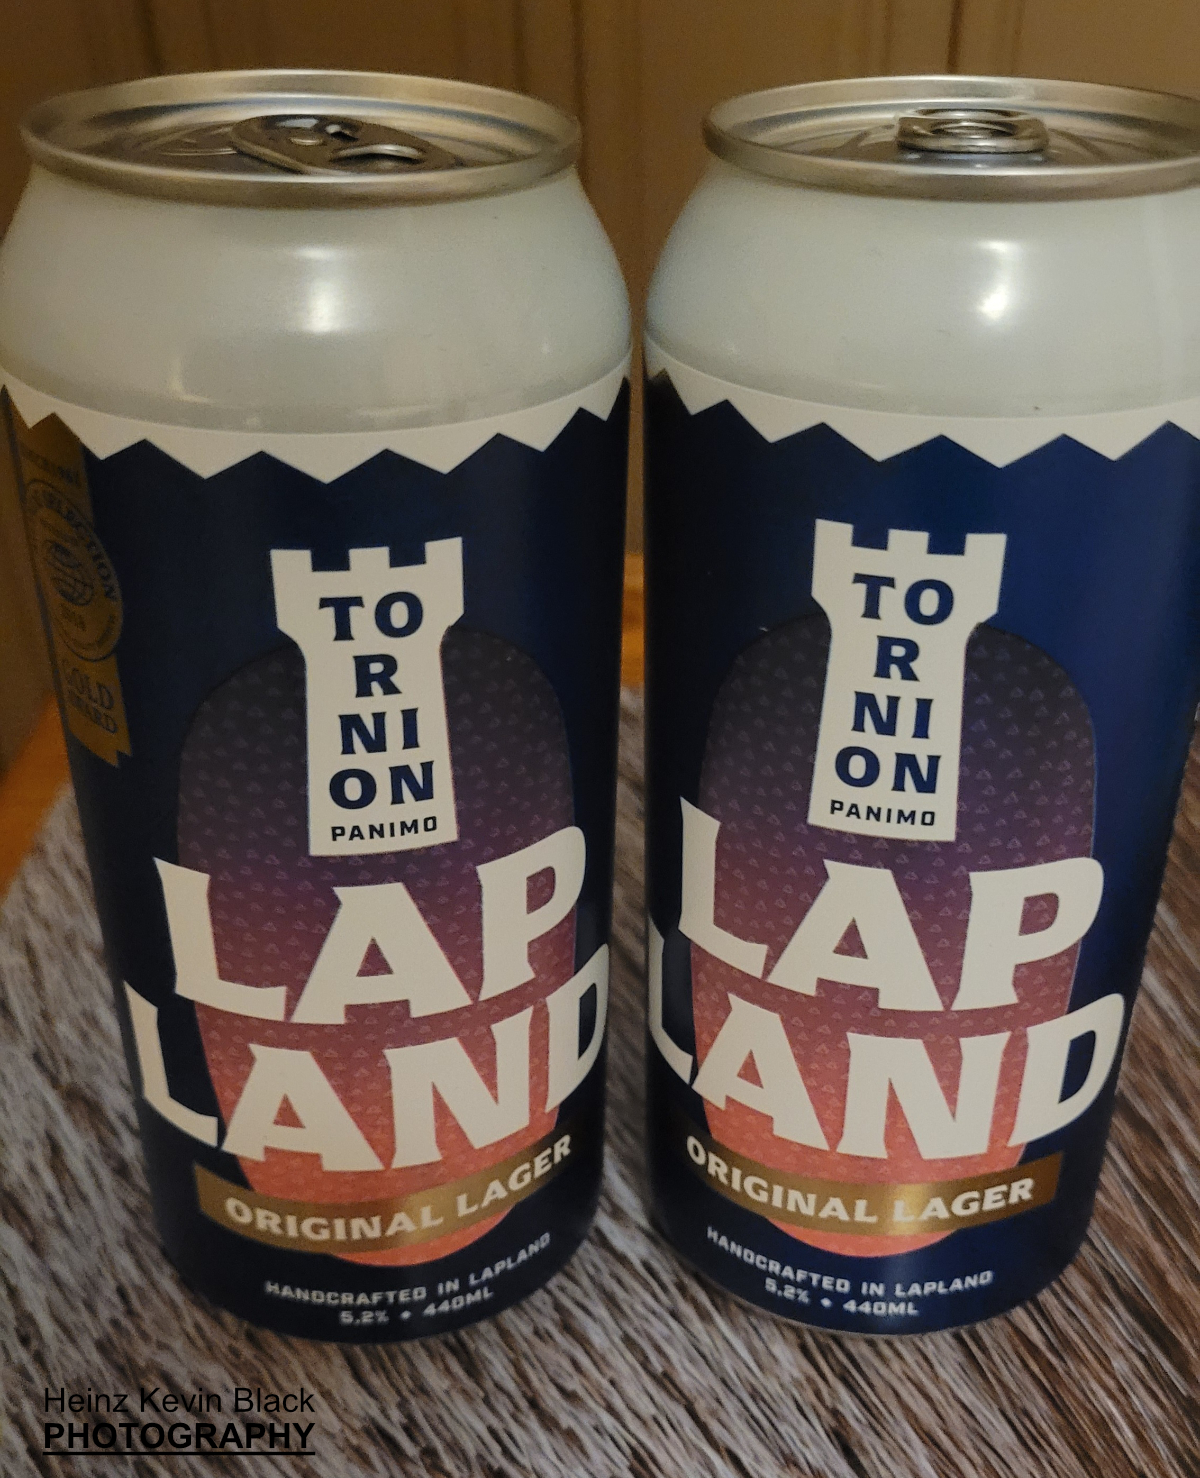 SELECTION
GOLD
AWARD
TO
R
NI
ON
PANIMO
LAP
LAND
ORIGINAL LAGER
HANDCRAFTED IN LAPLAND
5,2% • 440ML
TO
R
NI
ON
PANIMO
LAP
LAND
ORIGINAL LAGER
HANDCRAFTED IN LAPLAND
5,2% • 440ML
Heinz Kevin Black
PHOTOGRAPHY